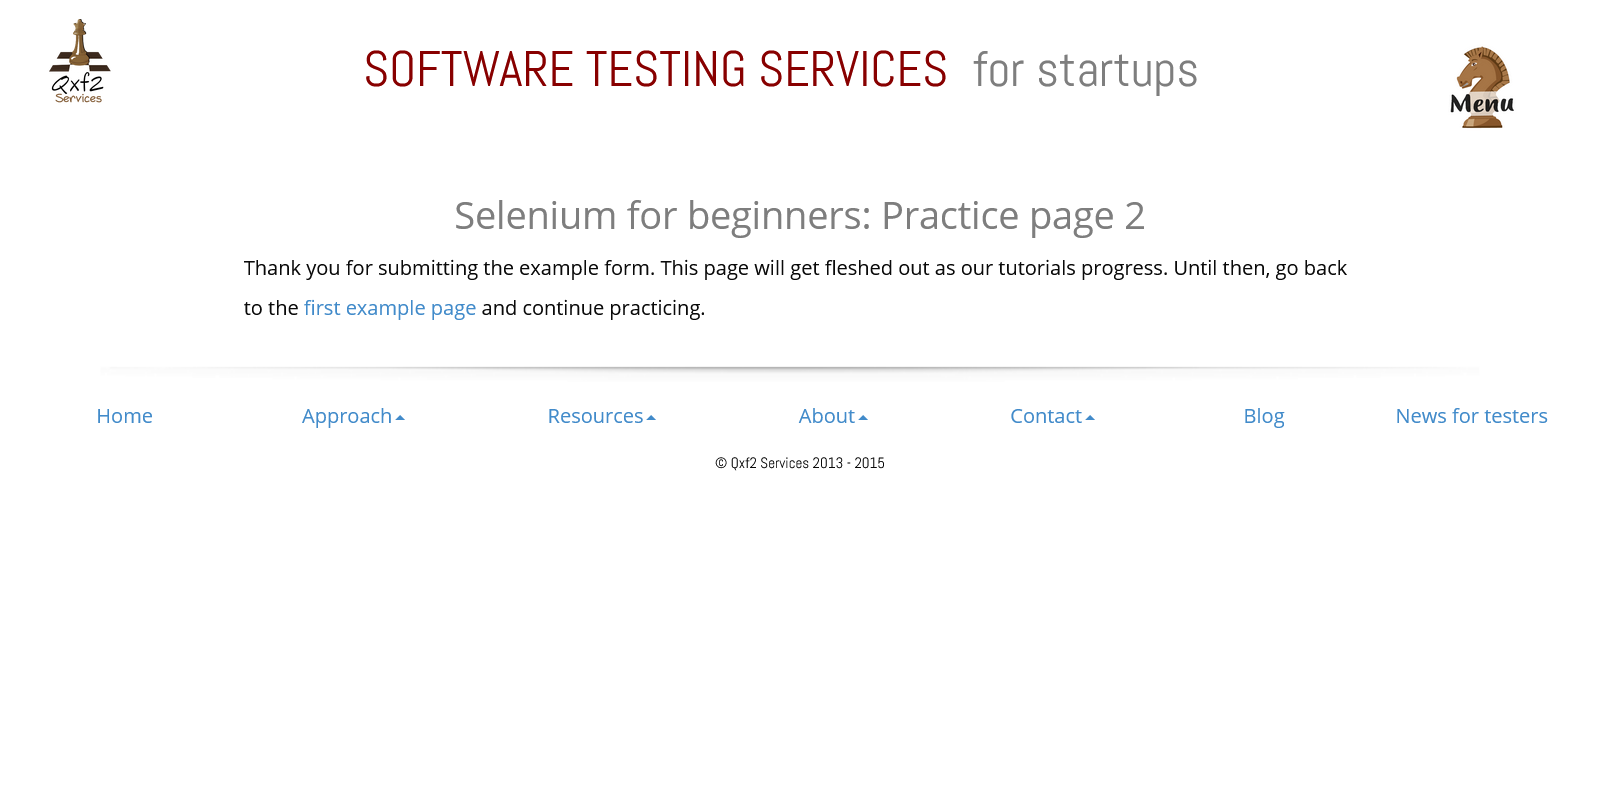 Qxf2
Services
SOFTWARE TESTING SERVICES for startups
Menu
Selenium for beginners: Practice page 2
Thank you for submitting the example form. This page will get fleshed out as our tutorials progress. Until then, go back
to the first example page and continue practicing.
Home Approach Resources About Contact Blog News for testers
© Qxf2 Services 2013 - 2015